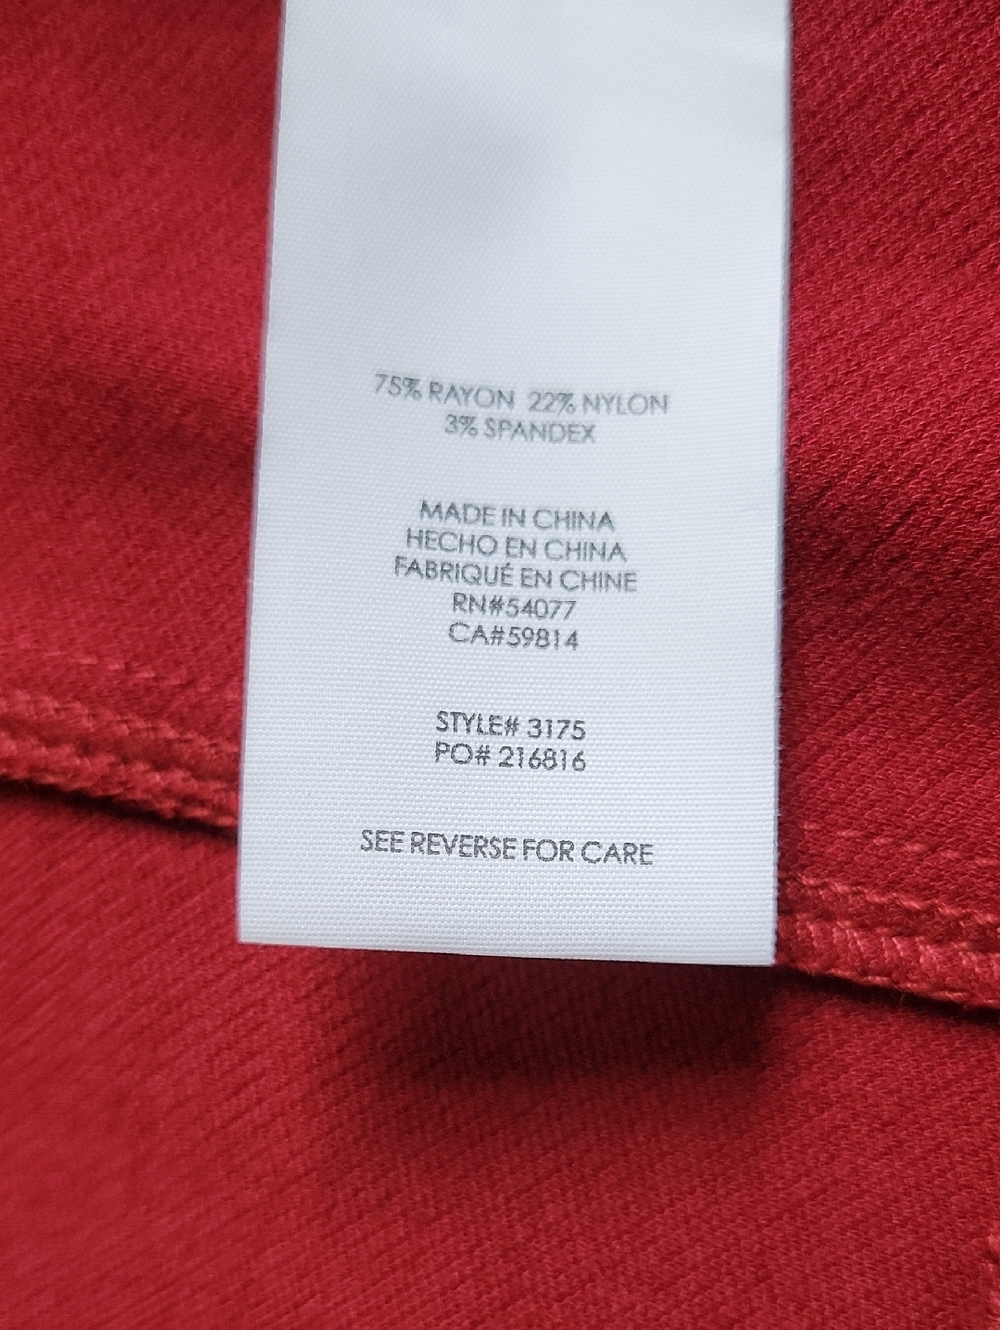 75% RAYON 22% NYLON
3% SPANDEX
MADE IN CHINA
HECHO EN CHINA
FABRIQUÉ EN CHINE
RN#54077
CA#59814
STYLE# 3175
PO# 216816
SEE REVERSE FOR CARE